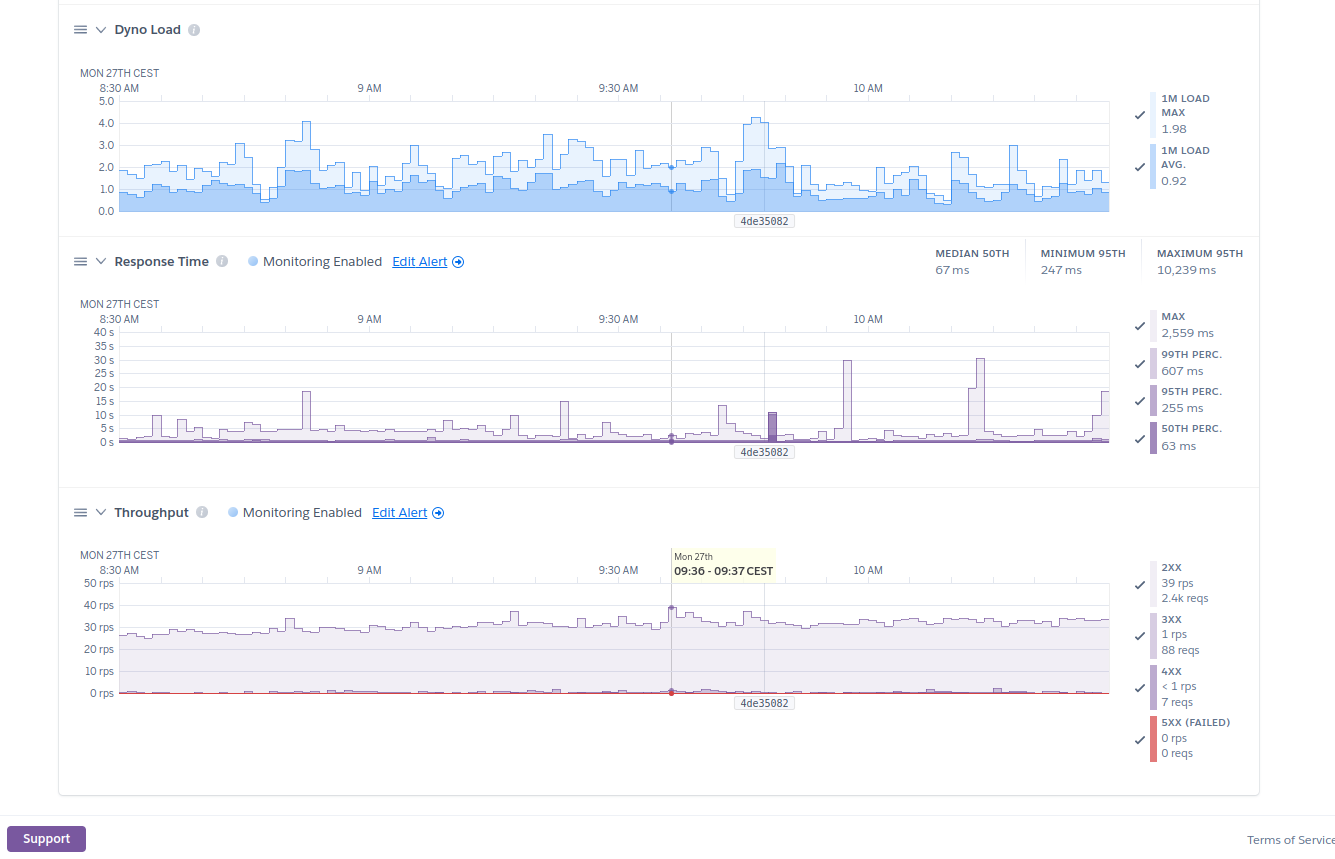 Dyno Load
MON 27TH CEST
8:30 AM 9 AM 9:30 AM 10 AM
5.0
4.0
3.0
2.0
1.0
0.0
1M LOAD
MAX
1.98
1M LOAD
AVG.
0.92
4de35082
Response Time Monitoring Enabled Edit Alert
MEDIAN 50TH MINIMUM 95TH MAXIMUM 95TH
67 ms 247 ms 10,239 ms
MON 27TH CEST
8:30 AM 9 AM 9:30 AM 10 AM
40 s
35 s
30 s
25 s
20 s
15 s
10 s
5 s
0 s
MAX
2,559 ms
99TH PERC.
607 ms
95TH PERC.
255 ms
50TH PERC.
63 ms
4de35082
Throughput Monitoring Enabled Edit Alert
MON 27TH CEST
Mon 27th
09:36 - 09:37 CEST
8:30 AM 9 AM 9:30 AM 10 AM
50 rps
40 rps
30 rps
20 rps
10 rps
0 rps
2XX
39 rps
2.4k reqs
3XX
1 rps
88 reqs
4XX
< 1 rps
7 reqs
5XX (FAILED)
0 rps
0 reqs
4de35082
Support
Terms of Service